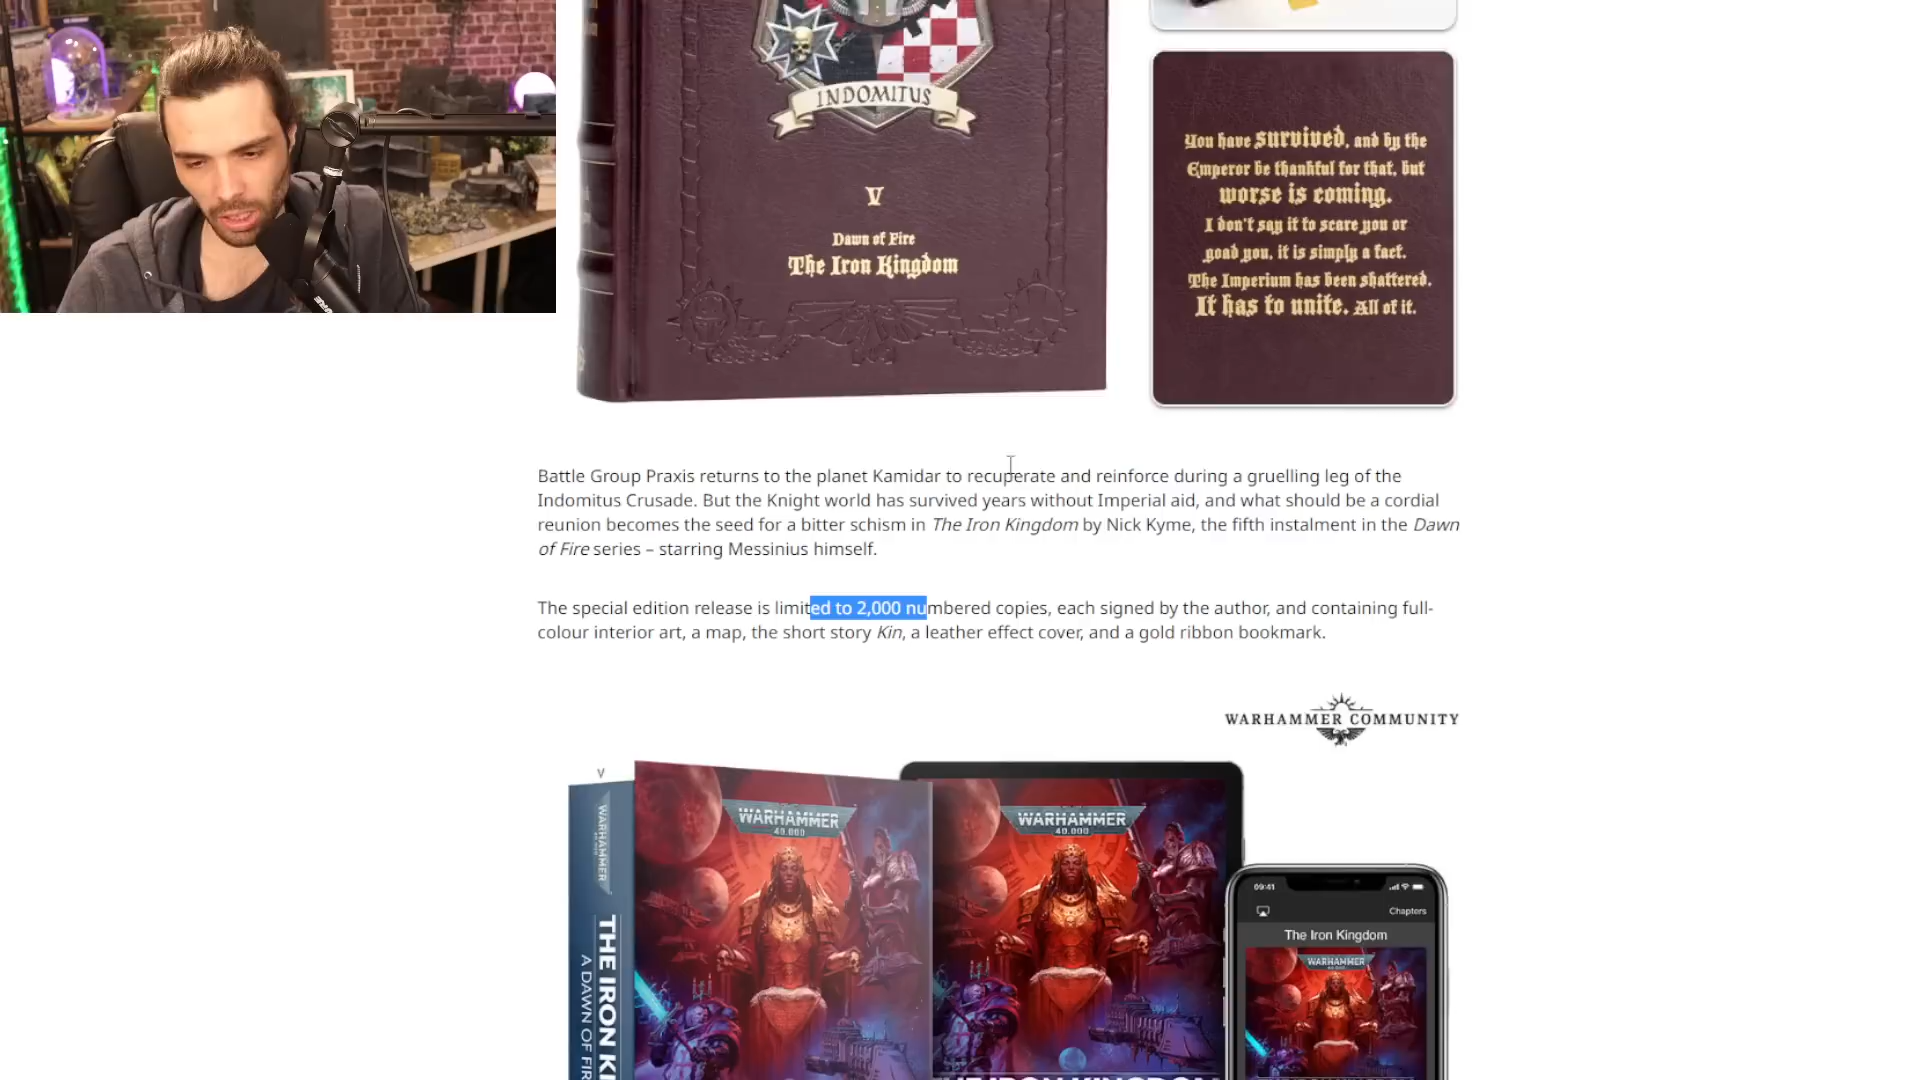 INDOMITUS
V
Dawn of Fire
The Iron Kingdom
You have survived, and by the
Emperor be thankful for that, but
worse is coming.
I don't say it to scare you or
goad you, it is simply a fact.
The Imperium has been shattered.
It has to unite. All of it.
Battle Group Praxis returns to the planet Kamidar to recuperate and reinforce during a gruelling leg of the
Indomitus Crusade. But the Knight world has survived years without Imperial aid, and what should be a cordial
reunion becomes the seed for a bitter schism in The Iron Kingdom by Nick Kyme, the fifth instalment in the Dawn
of Fire series – starring Messinius himself.
The special edition release is limited to 2,000 numbered copies, each signed by the author, and containing full-
colour interior art, a map, the short story Kin, a leather effect cover, and a gold ribbon bookmark.
WARHAMMER COMMUNITY
V
WARHAMMER
THE IRON KI
A DAWN OF FIR
WARHAMMER
40,000
WARHAMMER
40,000
THE IRON KINGDOM
09:41
Chapters
The Iron Kingdom
WARHAMMER